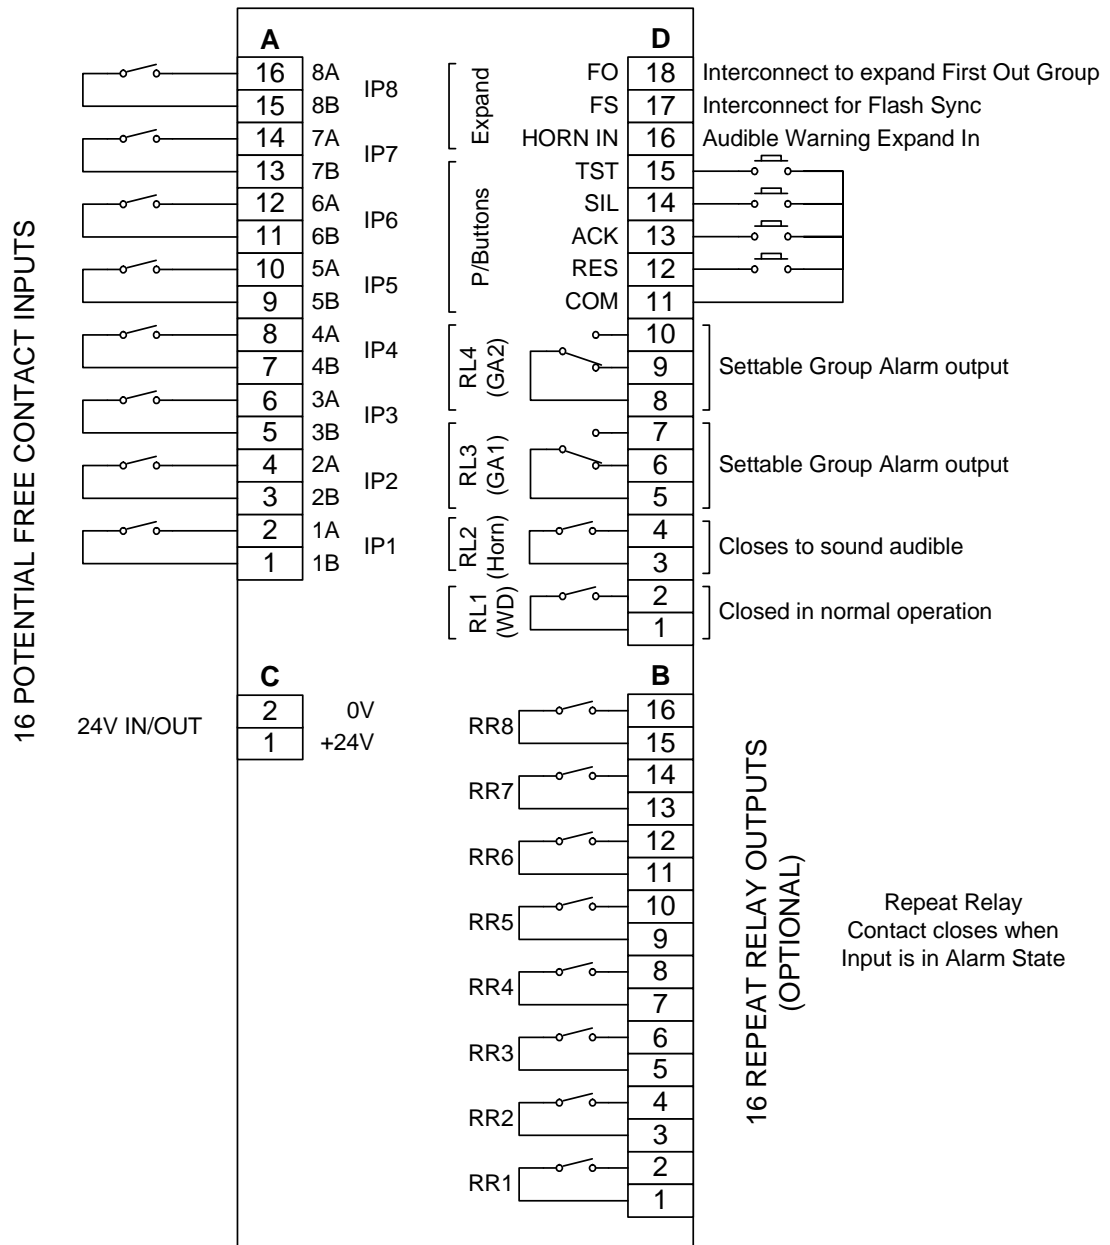 16 POTENTIAL FREE CONTACT INPUTS
A
16 8A
15 8B
IP8
14 7A
13 7B
IP7
12 6A
11 6B
IP6
10 5A
9 5B
IP5
8 4A
7 4B
IP4
6 3A
5 3B
IP3
4 2A
3 2B
IP2
2 1A
1 1B
IP1
D
Expand
FO 18 Interconnect to expand First Out Group
FS 17 Interconnect for Flash Sync
HORN IN 16 Audible Warning Expand In
P/Buttons
TST 15
SIL 14
ACK 13
RES 12
COM 11
RL4
(GA2)
10
9 Settable Group Alarm output
8
RL3
(GA1)
7
6 Settable Group Alarm output
5
RL2
(Horn)
4
3
Closes to sound audible
RL1
(WD)
2
1
Closed in normal operation
C
24V IN/OUT
2 0V
1 +24V
B
RR8
16
15
RR7
14
13
RR6
12
11
RR5
10
9
RR4
8
7
RR3
6
5
RR2
4
3
RR1
2
1
16 REPEAT RELAY OUTPUTS
(OPTIONAL)
Repeat Relay
Contact closes when
Input is in Alarm State